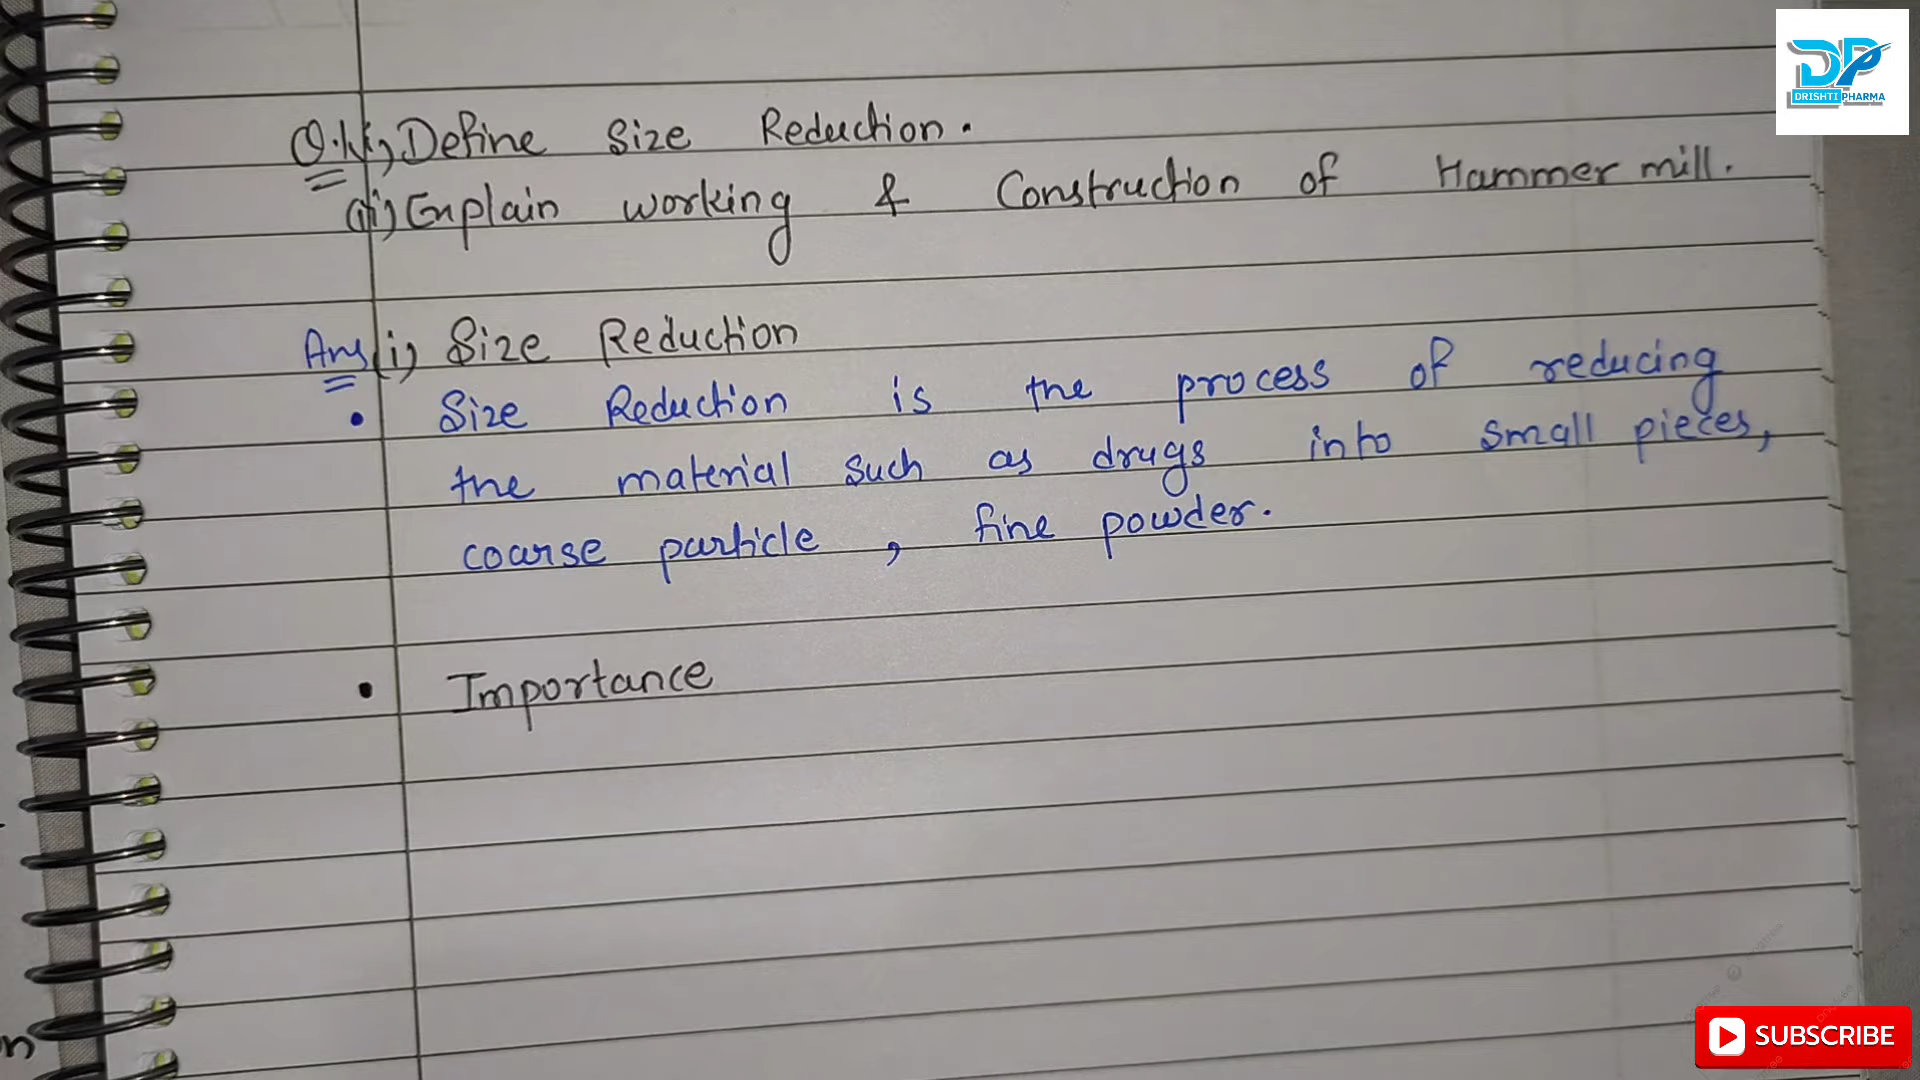 Q.1(i) Define Size Reduction.
(ii) Explain working & Construction of Hammer mill.
Ans (i) Size Reduction
• Size Reduction is the process of reducing
the material such as drugs into small pieces,
coarse particle, fine powder.
• Importance
DP
DRISHTI PHARMA
SUBSCRIBE